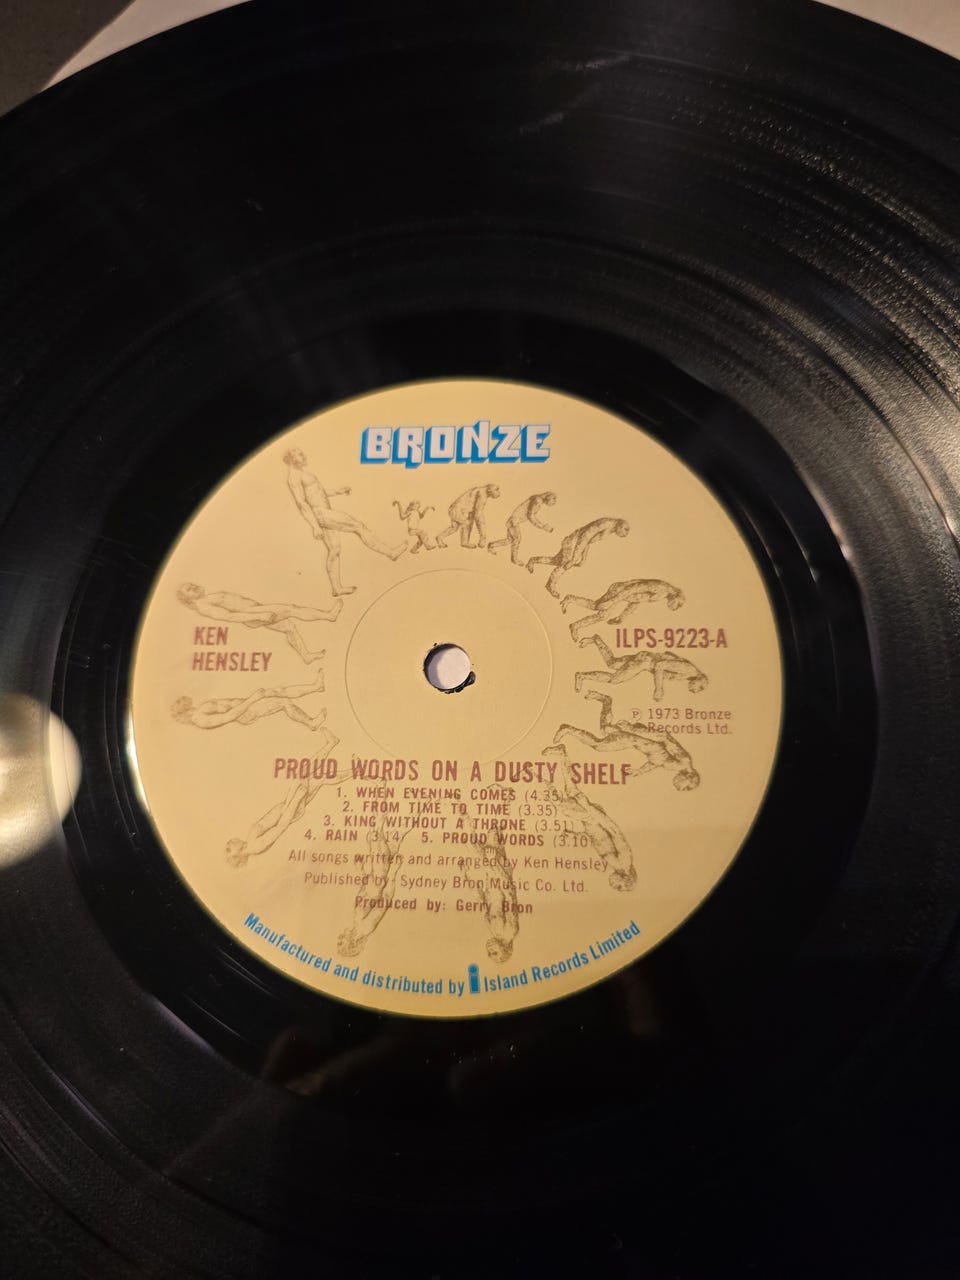 BRONZE
KEN
HENSLEY
ILPS-9223-A
℗ 1973 Bronze
Records Ltd.
PROUD WORDS ON A DUSTY SHELF
1. WHEN EVENING COMES (4.35)
2. FROM TIME TO TIME (3.35)
3. KING WITHOUT A THRONE (3.51)
4. RAIN (3.14) 5. PROUD WORDS (3.10)
All songs written and arranged by Ken Hensley
Published by: Sydney Bron Music Co. Ltd.
Produced by: Gerry Bron
Manufactured and distributed by i Island Records Limited